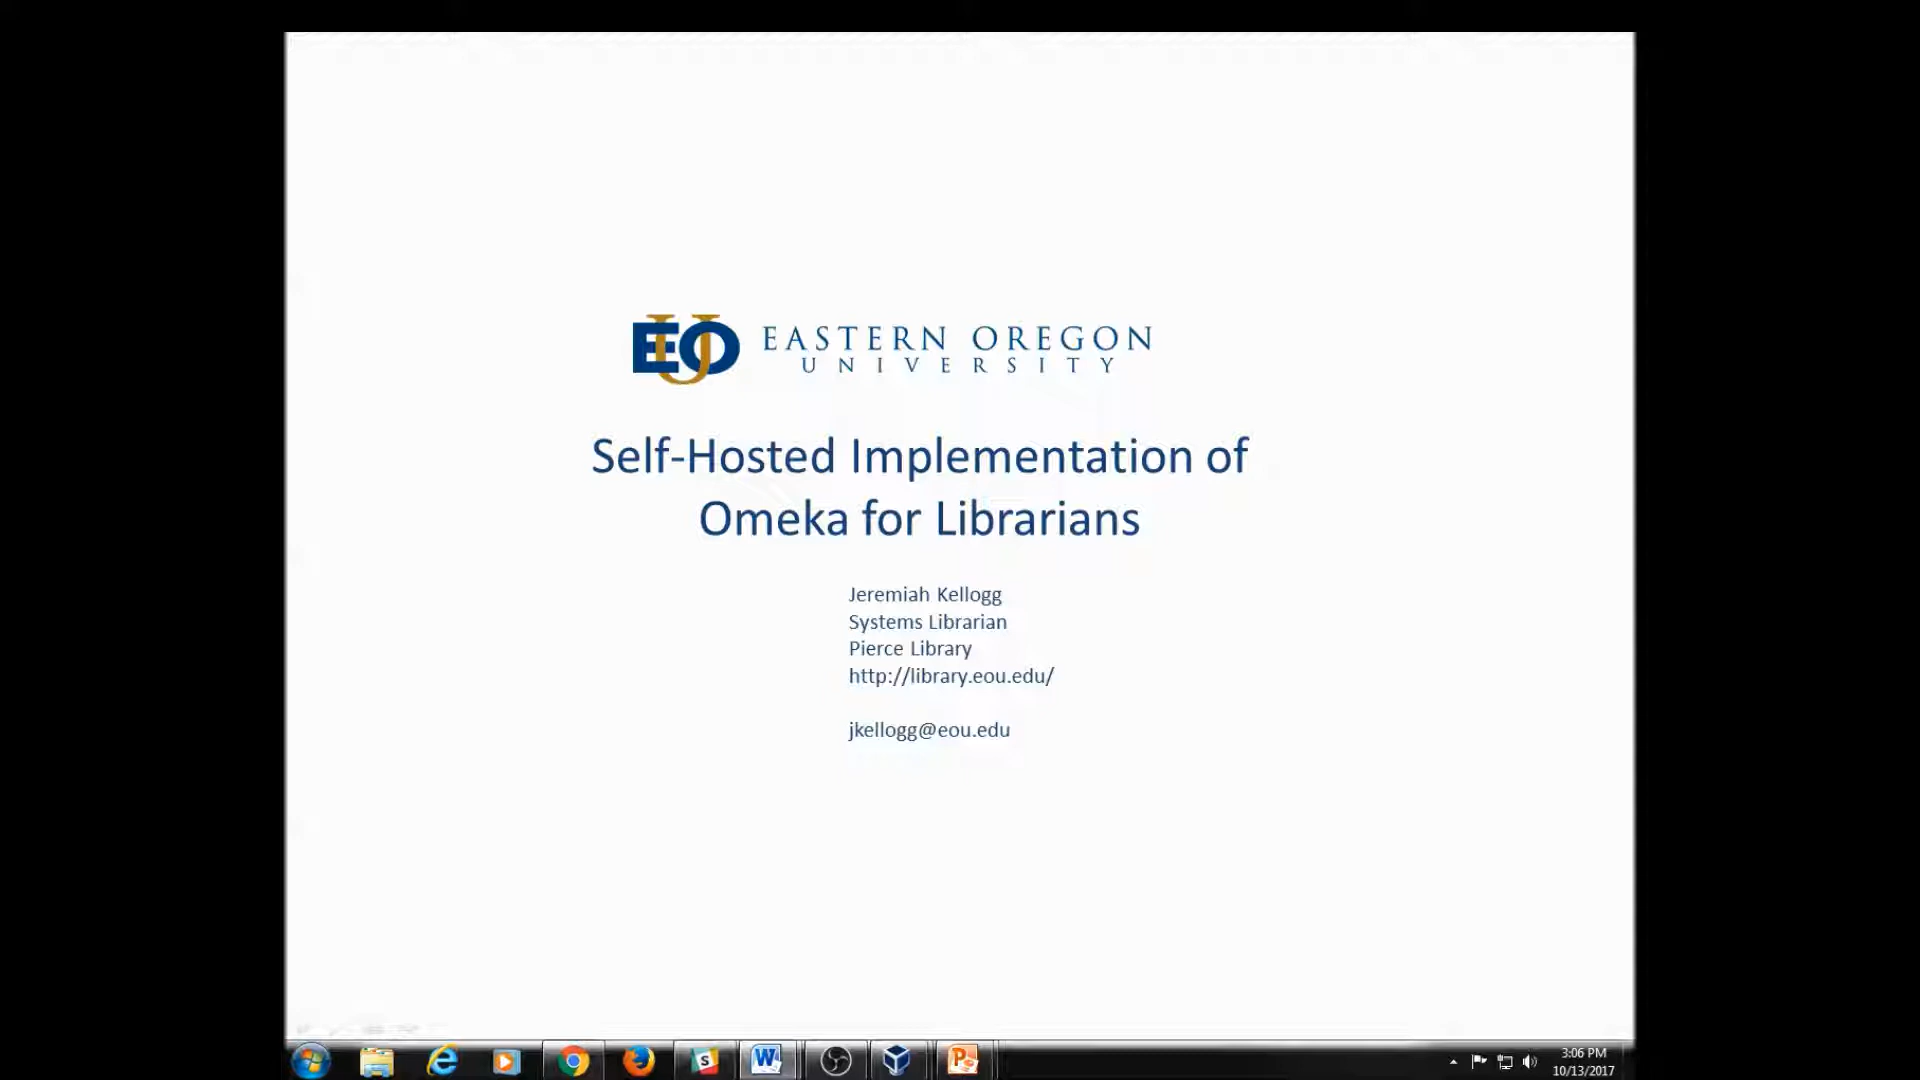 EOU EASTERN OREGON
UNIVERSITY
Self-Hosted Implementation of
Omeka for Librarians
Jeremiah Kellogg
Systems Librarian
Pierce Library
http://library.eou.edu/
jkellogg@eou.edu
3:06 PM
10/13/2017